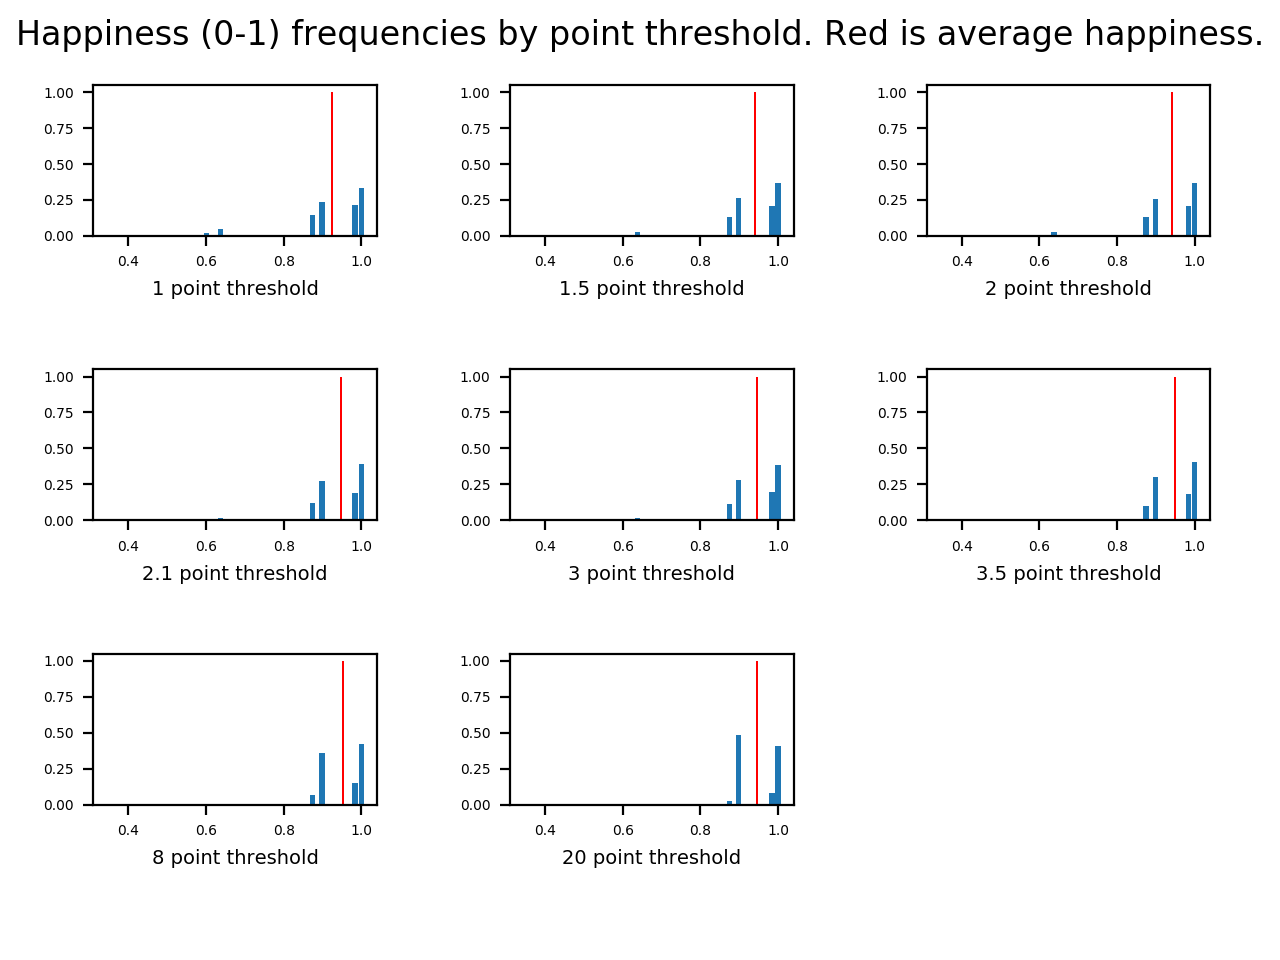 Happiness (0-1) frequencies by point threshold. Red is average happiness.
1.00 0.75 0.50 0.25 0.00
0.4 0.6 0.8 1.0
1 point threshold
1.00 0.75 0.50 0.25 0.00
0.4 0.6 0.8 1.0
1.5 point threshold
1.00 0.75 0.50 0.25 0.00
0.4 0.6 0.8 1.0
2 point threshold
1.00 0.75 0.50 0.25 0.00
0.4 0.6 0.8 1.0
2.1 point threshold
1.00 0.75 0.50 0.25 0.00
0.4 0.6 0.8 1.0
3 point threshold
1.00 0.75 0.50 0.25 0.00
0.4 0.6 0.8 1.0
3.5 point threshold
1.00 0.75 0.50 0.25 0.00
0.4 0.6 0.8 1.0
8 point threshold
1.00 0.75 0.50 0.25 0.00
0.4 0.6 0.8 1.0
20 point threshold